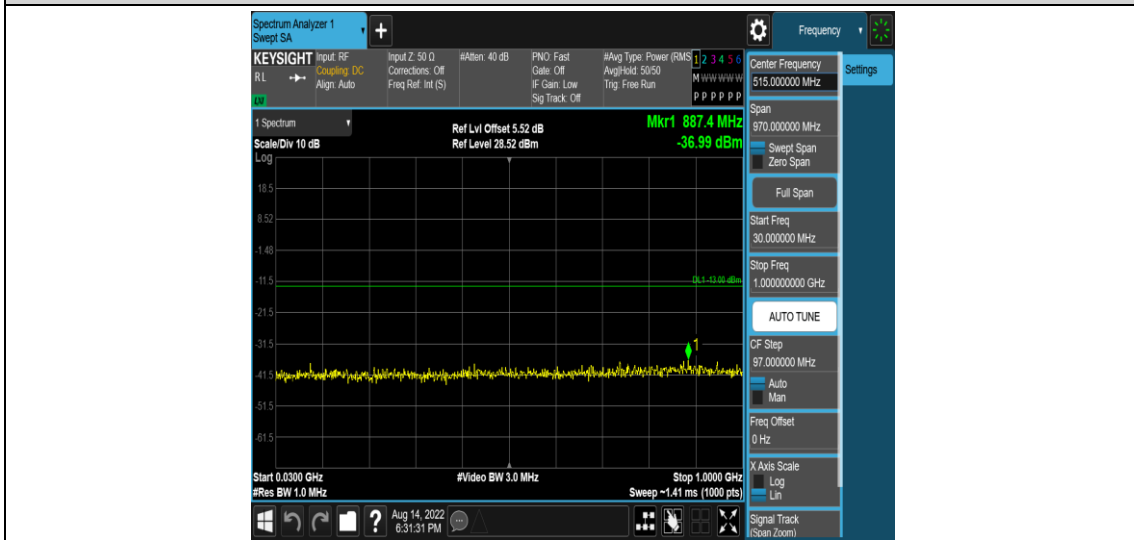 Spectrum Analyzer 1
Swept SA
+
Frequency
KEYSIGHT
RL
LXI
Input: RF
Coupling: DC
Align: Auto
Input Z: 50 Ω
Corrections: Off
Freq Ref: Int (S)
#Atten: 40 dB
PNO: Fast
Gate: Off
IF Gain: Low
Sig Track: Off
#Avg Type: Power (RMS
Avg|Hold: 50/50
Trig: Free Run
1 2 3 4 5 6
M W W W W W
P P P P P P
1 Spectrum
Scale/Div 10 dB
Log
Ref Lvl Offset 5.52 dB
Ref Level 28.52 dBm
Mkr1 887.4 MHz
-36.99 dBm
18.5
8.52
-1.48
-11.5
DL1 -13.00 dBm
-21.5
-31.5
1
-41.5
-51.5
-61.5
Start 0.0300 GHz
#Res BW 1.0 MHz
#Video BW 3.0 MHz
Stop 1.0000 GHz
Sweep ~1.41 ms (1000 pts)
Center Frequency
515.000000 MHz
Settings
Span
970.000000 MHz
Swept Span
Zero Span
Full Span
Start Freq
30.000000 MHz
Stop Freq
1.000000000 GHz
AUTO TUNE
CF Step
97.000000 MHz
Auto
Man
Freq Offset
0 Hz
X Axis Scale
Log
Lin
Signal Track
(Span Zoom)
?
Aug 14, 2022
6:31:31 PM